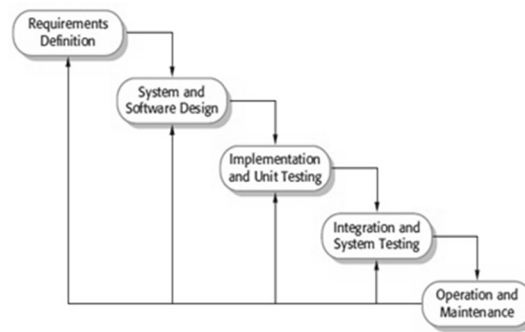 Requirements
Definition
System and
Software Design
Implementation
and Unit Testing
Integration and
System Testing
Operation and
Maintenance